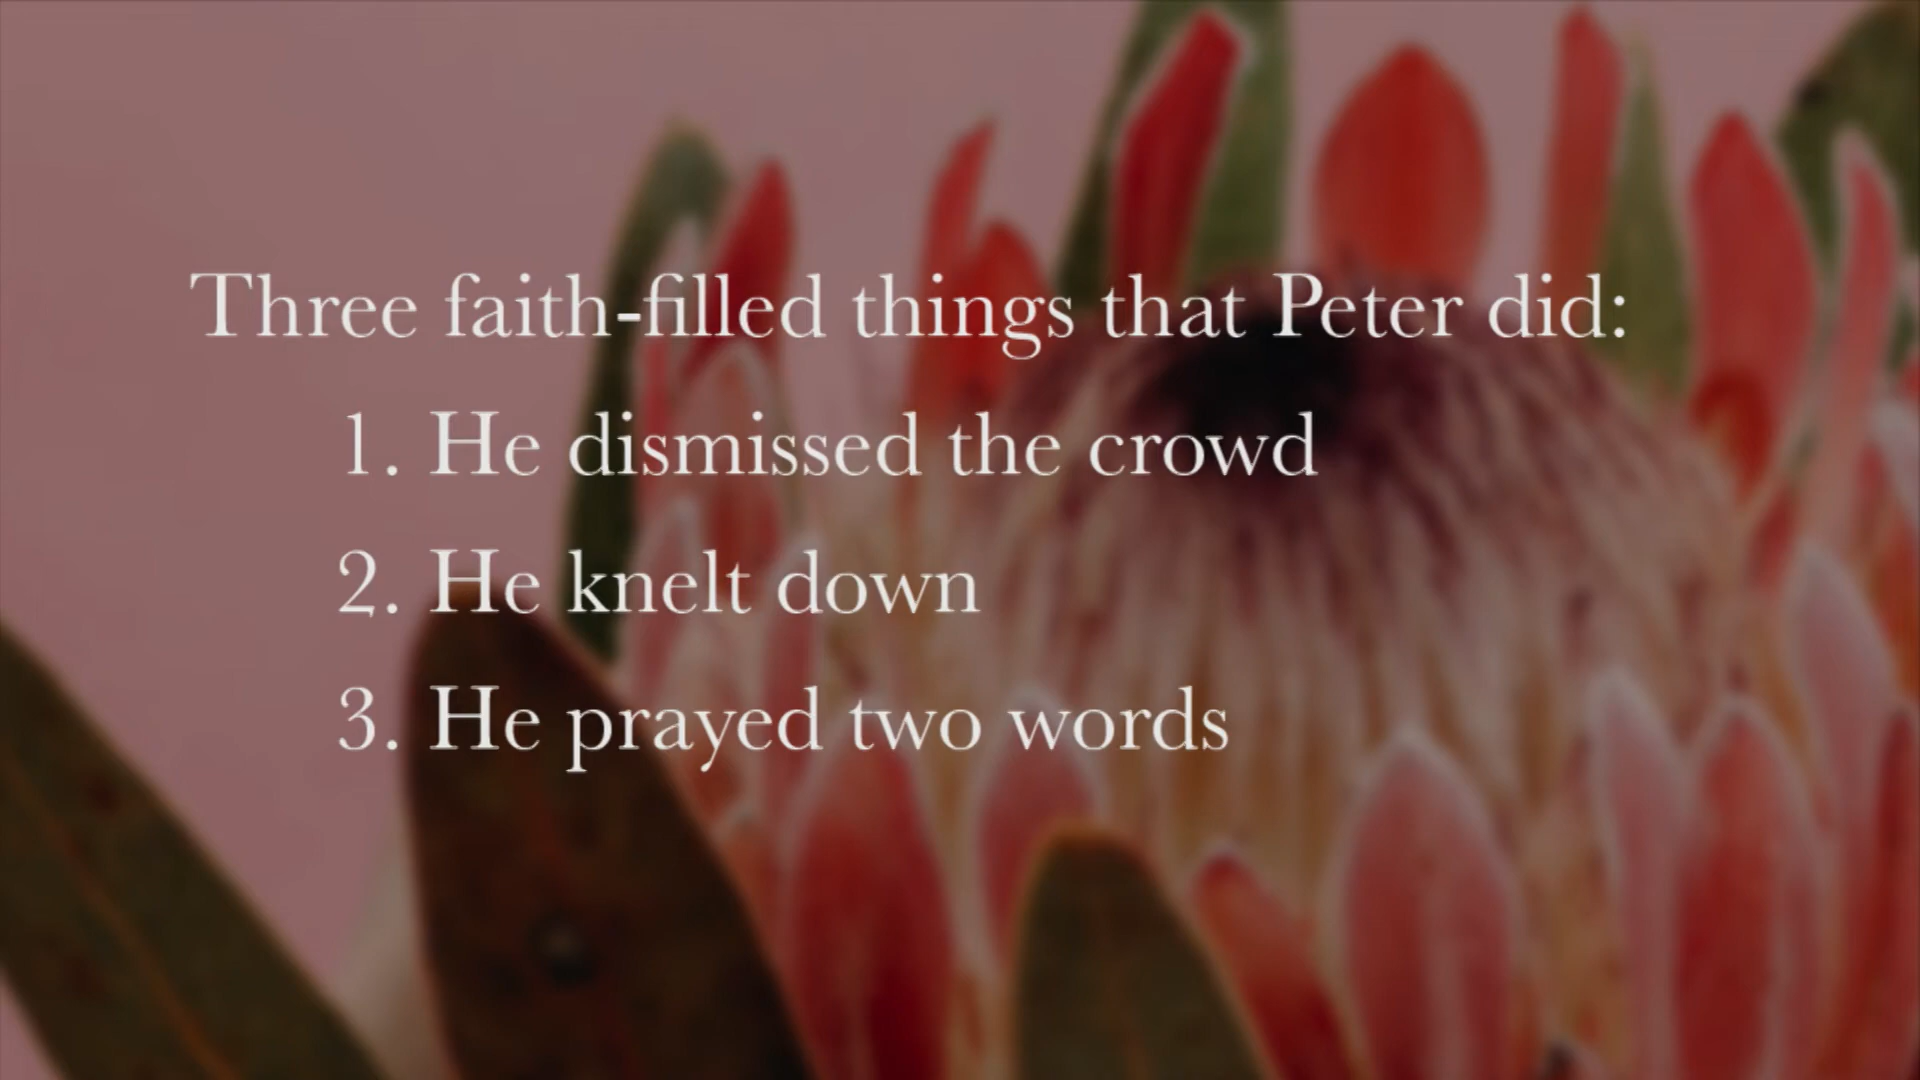 Three faith-filled things that Peter did:
1. He dismissed the crowd
2. He knelt down
3. He prayed two words